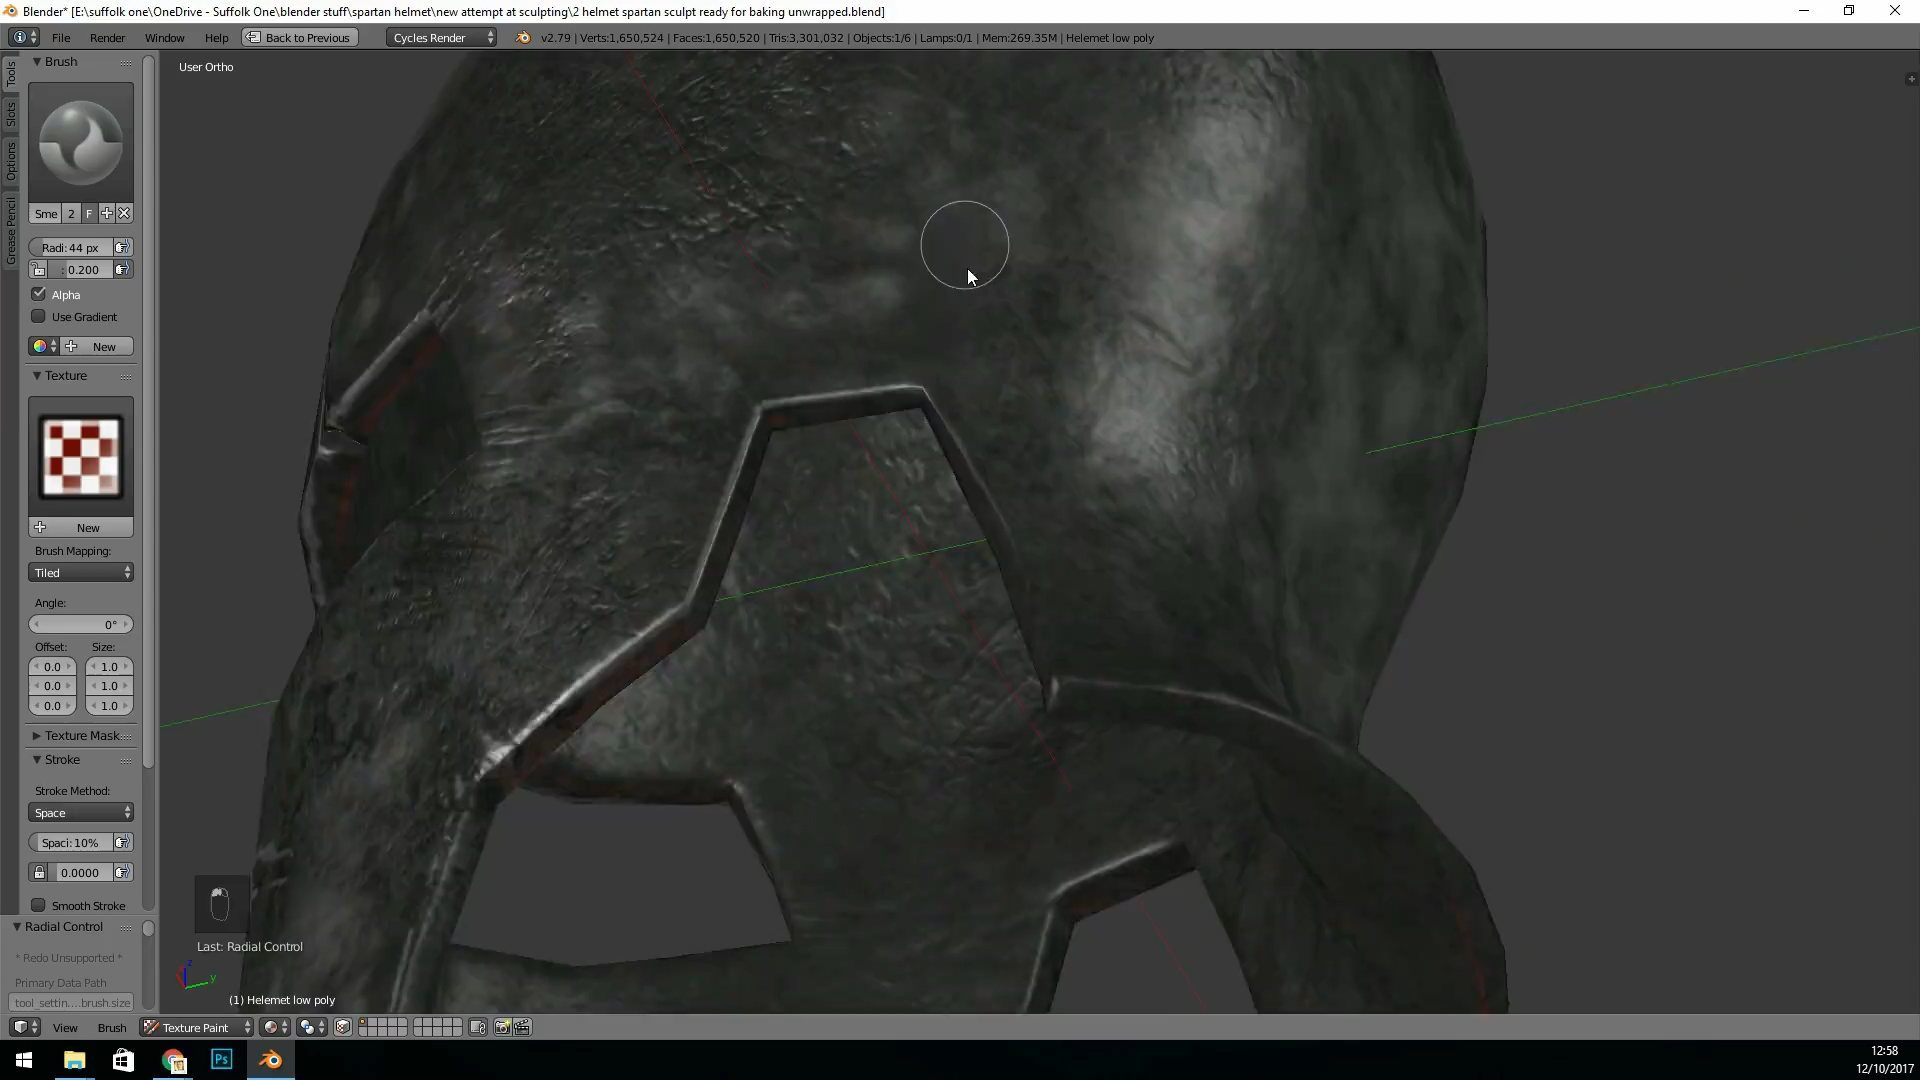 Blender* [E:\suffolk one\OneDrive - Suffolk One\blender stuff\spartan helmet\new attempt at sculpting\2 helmet spartan sculpt ready for baking unwrapped.blend]
File Render Window Help Back to Previous Cycles Render v2.79 | Verts:1,650,524 | Faces:1,650,520 | Tris:3,301,032 | Objects:1/6 | Lamps:0/1 | Mem:269.35M | Helemet low poly
Tools
Slots
Options
Grease Pencil
Brush
User Ortho
Sme 2 F
Radi: 44 px
: 0.200
Alpha
Use Gradient
New
Texture
New
Brush Mapping:
Tiled
Angle:
0°
Offset: Size:
0.0 1.0
0.0 1.0
0.0 1.0
Texture Mask
Stroke
Stroke Method:
Space
Spaci: 10%
0.0000
Smooth Stroke
Radial Control
* Redo Unsupported *
Primary Data Path
tool_settin....brush.size
Last: Radial Control
z
y
(1) Helemet low poly
View Brush Texture Paint
Ps
12:58
12/10/2017